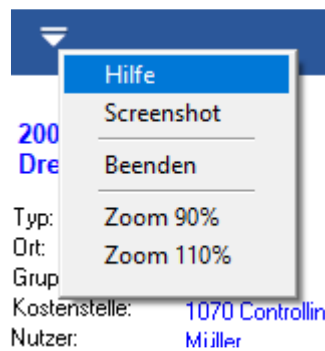 Hilfe
Screenshot
200
Beenden
Dre
Typ:
Zoom 90%
Ort:
Zoom 110%
Grup
Kostenstelle: 1070 Controllin
Nutzer: Müller